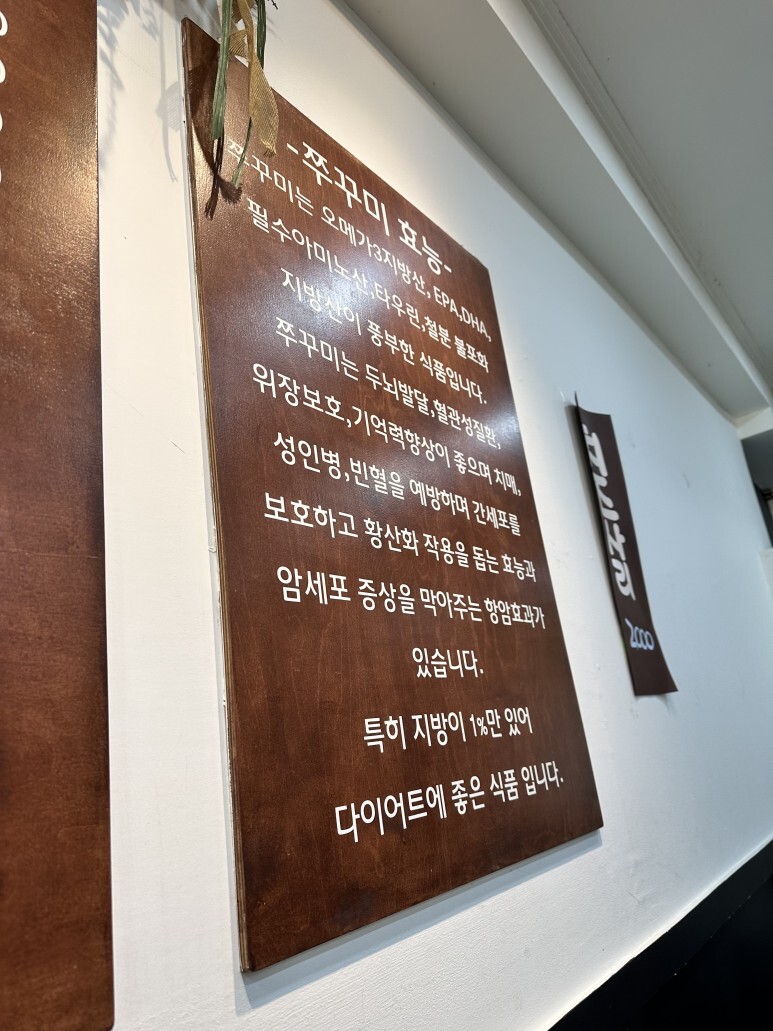 -쭈꾸미 효능-
쭈꾸미는 오메가3지방산, EPA,DHA,
필수아미노산,타우린,철분 불포화
지방산이 풍부한 식품입니다.
쭈꾸미는 두뇌발달,혈관성질환,
위장보호,기억력향상이 좋으며 치매,
성인병,빈혈을 예방하며 간세포를
보호하고 황산화 작용을 돕는 효능과
암세포 증상을 막아주는 항암효과가
있습니다.
특히 지방이 1%만 있어
다이어트에 좋은 식품 입니다.
2000